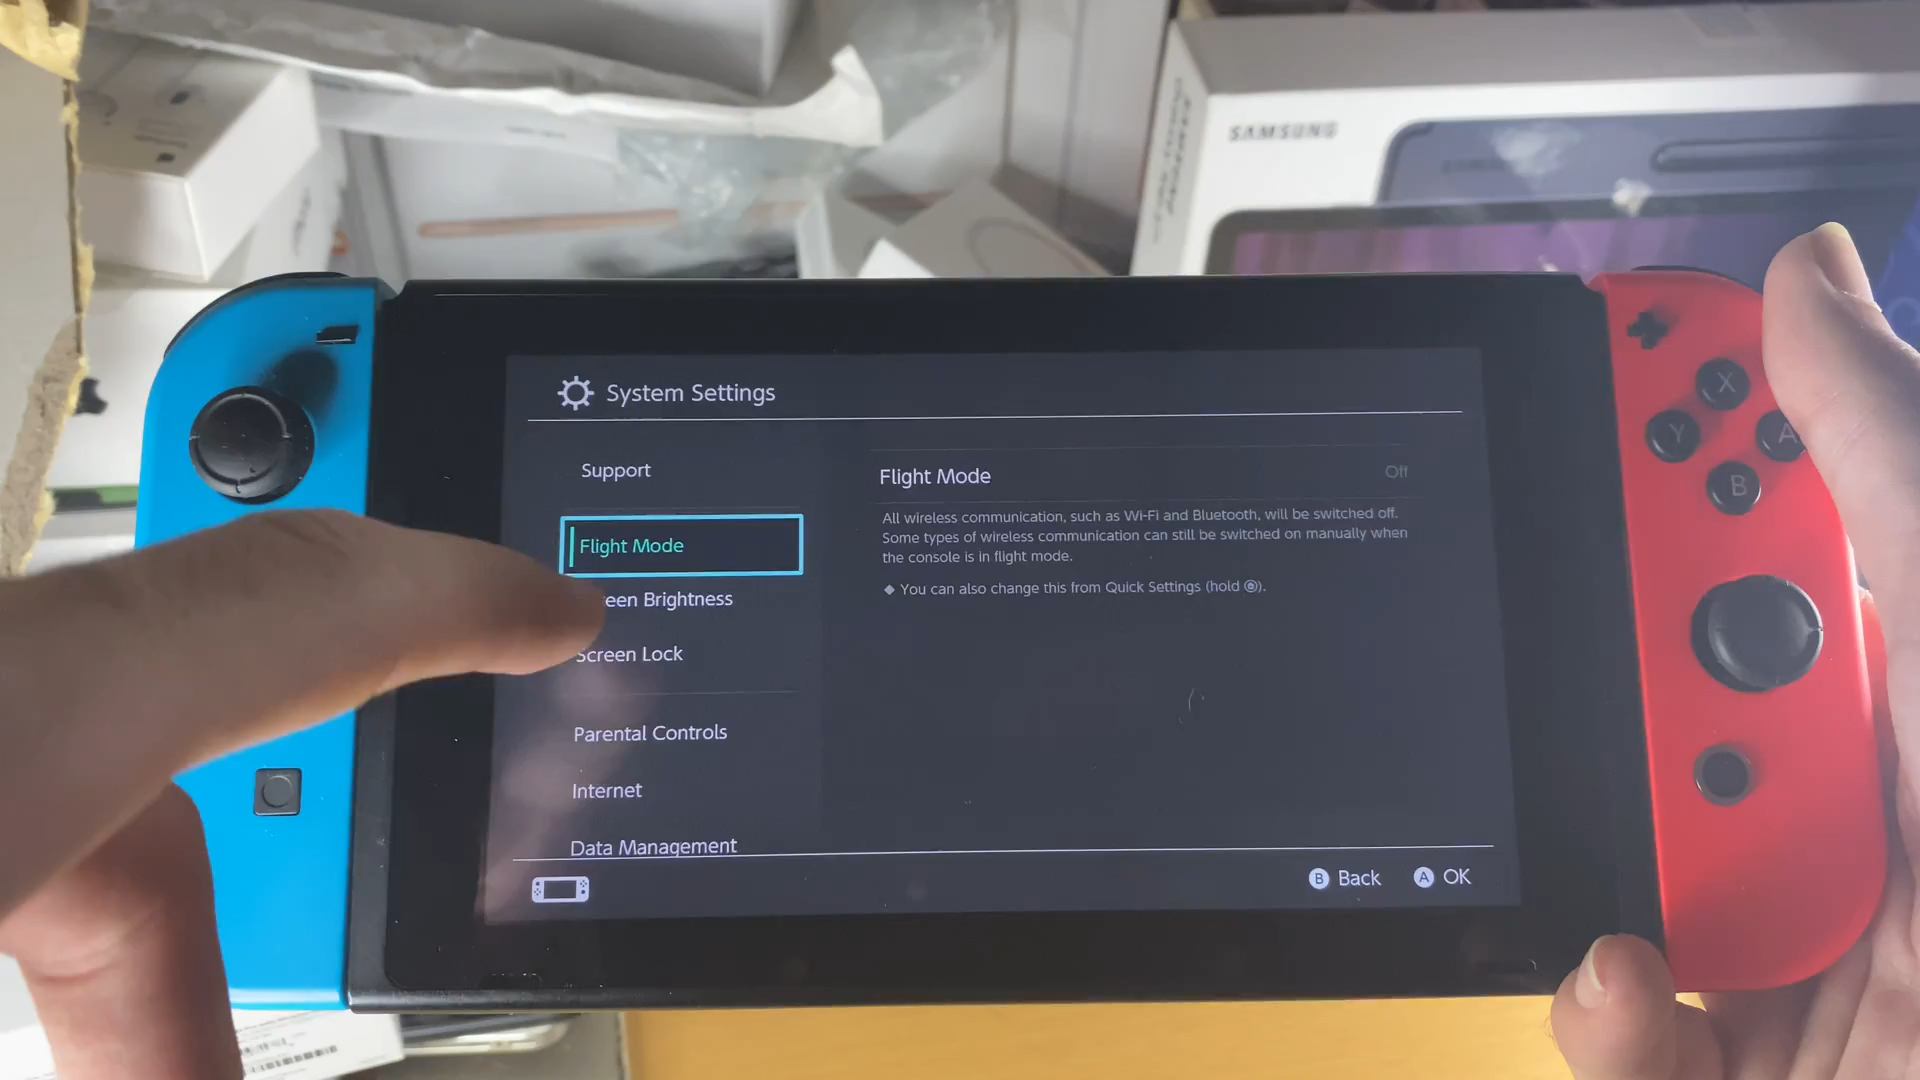 SAMSUNG
System Settings
Support
Flight Mode
Flight Mode Off
All wireless communication, such as Wi-Fi and Bluetooth, will be switched off.
Some types of wireless communication can still be switched on manually when
the console is in flight mode.
◆ You can also change this from Quick Settings (hold ).
een Brightness
Screen Lock
Parental Controls
Internet
Data Management
B Back A OK
X
Y
A
B